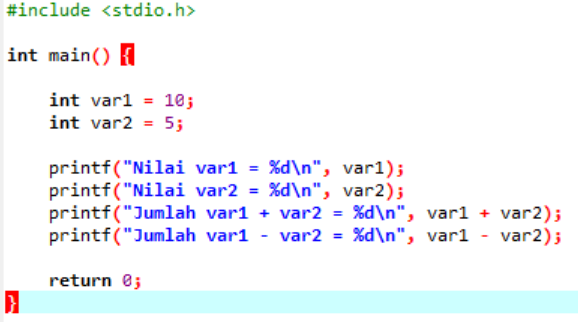 #include <stdio.h>
int main() {
    int var1 = 10;
    int var2 = 5;
    printf("Nilai var1 = %d\n", var1);
    printf("Nilai var2 = %d\n", var2);
    printf("Jumlah var1 + var2 = %d\n", var1 + var2);
    printf("Jumlah var1 - var2 = %d\n", var1 - var2);
    return 0;
}